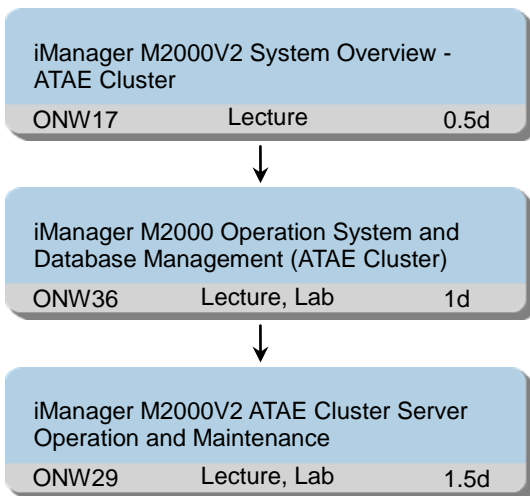 iManager M2000V2 System Overview -
ATAE Cluster
ONW17 Lecture 0.5d
iManager M2000 Operation System and
Database Management (ATAE Cluster)
ONW36 Lecture, Lab 1d
iManager M2000V2 ATAE Cluster Server
Operation and Maintenance
ONW29 Lecture, Lab 1.5d